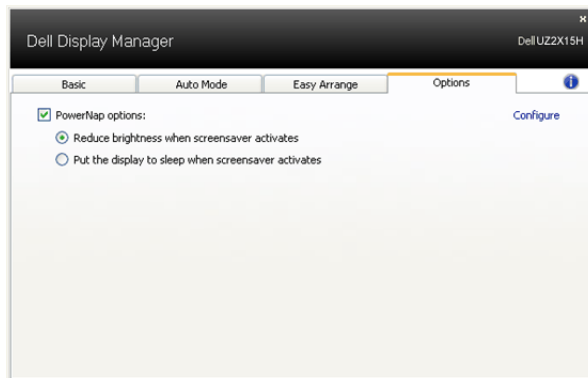 Dell Display Manager
Dell UZ2X15H
Basic
Auto Mode
Easy Arrange
Options
PowerNap options:
Configure
Reduce brightness when screensaver activates
Put the display to sleep when screensaver activates